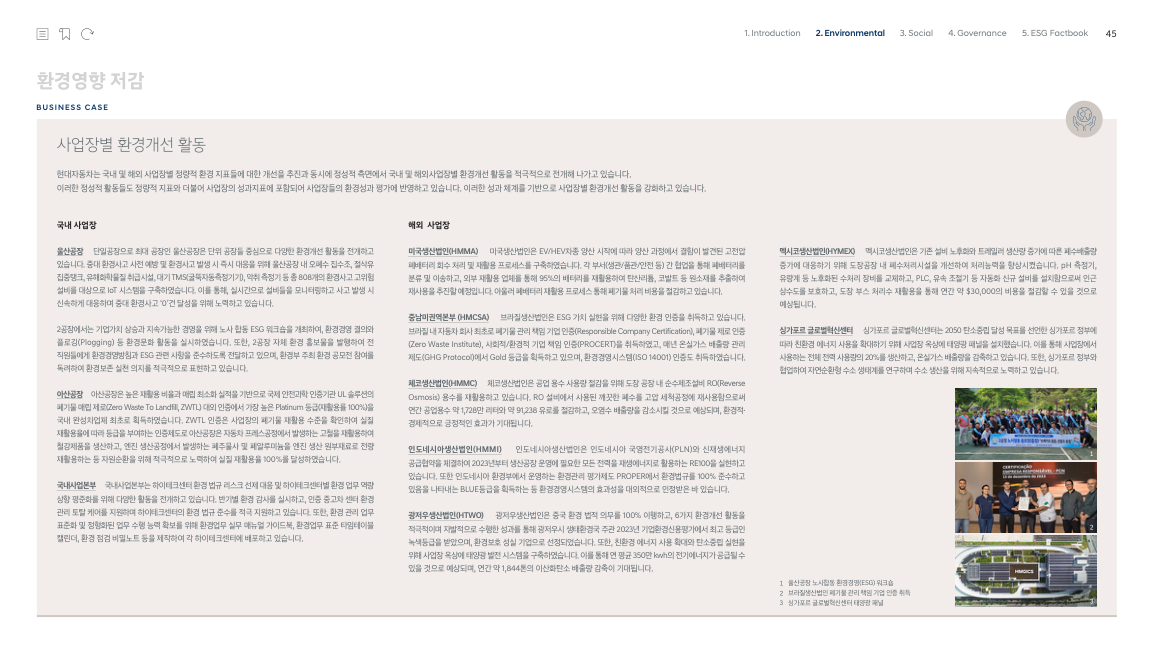 1. Introduction 2. Environmental 3. Social 4. Governance 5. ESG Factbook 45
환경영향 저감
BUSINESS CASE
사업장별 환경개선 활동
현대자동차는 국내 및 해외 사업장별 정량적 환경 지표들에 대한 개선을 추진과 동시에 정성적 측면에서 국내 및 해외사업장별 환경개선 활동을 적극적으로 전개해 나가고 있습니다.
이러한 정성적 활동들도 정량적 지표와 더불어 사업장의 성과지표에 포함되어 사업장들의 환경성과 평가에 반영하고 있습니다. 이러한 성과 체계를 기반으로 사업장별 환경개선 활동을 강화하고 있습니다.
국내 사업장
울산공장 단일공장으로 최대 공장인 울산공장은 단위 공장들 중심으로 다양한 환경개선 활동을 전개하고
있습니다. 중대 환경사고 사전 예방 및 환경사고 발생 시 즉시 대응을 위해 울산공장 내 오폐수 집수조, 철석유
집중탱크, 유해화학물질 취급시설, 대기 TMS(굴뚝자동측정기기), 악취 측정기 등 총 808개의 환경사고 고위험
설비를 대상으로 IoT 시스템을 구축하였습니다. 이를 통해, 실시간으로 설비들을 모니터링하고 사고 발생 시
신속하게 대응하며 중대 환경사고 '0'건 달성을 위해 노력하고 있습니다.
2공장에서는 기업가치 상승과 지속가능한 경영을 위해 노사 합동 ESG 워크숍을 개최하여, 환경경영 결의와
플로깅(Plogging) 등 환경문화 활동을 실시하였습니다. 또한, 2공장 자체 환경 홍보물을 발행하여 전
직원들에게 환경경영방침과 ESG 관련 사항을 준수하도록 전달하고 있으며, 환경부 주최 환경 공모전 참여를
독려하여 환경보존 실천 의지를 적극적으로 표현하고 있습니다.
아산공장 아산공장은 높은 재활용 비율과 매립 최소화 실적을 기반으로 국제 안전과학 인증기관 UL 솔루션의
폐기물 매립 제로(Zero Waste To Landfill, ZWTL) 대외 인증에서 가장 높은 Platinum 등급(재활용률 100%)을
국내 완성차업체 최초로 획득하였습니다. ZWTL 인증은 사업장의 폐기물 재활용 수준을 확인하여 실질
재활용율에 따라 등급을 부여하는 인증제도로 아산공장은 자동차 프레스공정에서 발생하는 고철을 재활용하여
철강제품을 생산하고, 엔진 생산공정에서 발생하는 폐주물사 및 폐알루미늄을 엔진 생산 원부재료로 전량
재활용하는 등 자원순환을 위해 적극적으로 노력하여 실질 재활용율 100%를 달성하였습니다.
국내사업본부 국내사업본부는 하이테크센터 환경 법규 리스크 선제 대응 및 하이테크센터별 환경 업무 역량
상향 평준화를 위해 다양한 활동을 전개하고 있습니다. 반기별 환경 감사를 실시하고, 인증 중고차 센터 환경
관리 토탈 케어를 지원하며 하이테크센터의 환경 법규 준수를 적극 지원하고 있습니다. 또한, 환경 관리 업무
표준화 및 정형화된 업무 수행 능력 확보를 위해 환경업무 실무 매뉴얼 가이드북, 환경업무 표준 타임테이블
캘린더, 환경 점검 비밀노트 등을 제작하여 각 하이테크센터에 배포하고 있습니다.
해외 사업장
미국생산법인(HMMA) 미국생산법인은 EV/HEV차종 양산 시작에 따라 양산 과정에서 결함이 발견된 고전압
폐배터리 회수 처리 및 재활용 프로세스를 구축하였습니다. 각 부서(생관/품관/안전 등) 간 협업을 통해 폐배터리를
분류 및 이송하고, 외부 협력업체를 통해 95%의 배터리를 재활용하여 탄산리튬, 코발트 등 원소재를 추출하여
재사용을 추진할 예정입니다. 아울러 폐배터리 재활용 프로세스 통해 폐기물 처리 비용을 절감하고 있습니다.
중남미권역본부 (HMCSA) 브라질생산법인은 ESG 가치 실현을 위해 다양한 환경 인증을 취득하고 있습니다.
브라질 내 자동차 회사 최초로 폐기물 관리 책임 기업 인증(Responsible Company Certification), 폐기물 제로 인증
(Zero Waste Institute), 사회적/환경적 기업 책임 인증(PROCERT)을 취득하였고, 매년 온실가스 배출량 관리
제도(GHG Protocol)에서 Gold 등급을 획득하고 있으며, 환경경영시스템(ISO 14001) 인증도 취득하였습니다.
체코생산법인(HMMC) 체코생산법인은 공업 용수 사용량 절감을 위해 도장 공장 내 순수제조설비 RO(Reverse
Osmosis) 용수를 재활용하고 있습니다. RO 설비에서 사용된 깨끗한 폐수를 고압 세척공정에 재사용함으로써
연간 공업용수 약 1,728만 리터와 약 91,238 유로를 절감하고, 오염수 배출량을 감소시킬 것으로 예상되며, 환경적·
경제적으로 긍정적인 효과가 기대됩니다.
인도네시아생산법인(HMMI) 인도네시아생산법인은 인도네시아 국영전기공사(PLN)와 신재생에너지
공급협약을 체결하여 2023년부터 생산공장 운영에 필요한 모든 전력을 재생에너지로 활용하는 RE100을 실현하고
있습니다. 또한 인도네시아 환경부에서 운영하는 환경관리 평가제도 PROPER에서 환경법규를 100% 준수하고
있음을 나타내는 BLUE등급을 획득하는 등 환경경영시스템의 효과성을 대외적으로 인정받은 바 있습니다.
광저우생산법인(HTWO) 광저우생산법인은 중국 환경 법적 의무를 100% 이행하고, 6가지 환경개선 활동을
적극적이며 자발적으로 수행한 성과를 통해 광저우시 생태환경국 주관 2023년 기업환경신용평가에서 최고 등급인
녹색등급을 받았으며, 환경보호 성실 기업으로 선정되었습니다. 또한, 친환경 에너지 사용 확대와 탄소중립 실현을
위해 사업장 옥상에 태양광 발전 시스템을 구축하였습니다. 이를 통해 연 평균 350만 kwh의 전기에너지가 공급될 수
있을 것으로 예상되며, 연간 약 1,844톤의 이산화탄소 배출량 감축이 기대됩니다.
멕시코생산법인(HYMEX) 멕시코생산법인은 기존 설비 노후화와 트레일러 생산량 증가에 따른 폐수배출량
증가에 대응하기 위해 도장공장 내 폐수처리시설을 개선하여 처리능력을 향상시켰습니다. pH 측정기,
유량계 등 노후화된 수처리 장비를 교체하고, PLC, 유속 조절기 등 자동화 신규 설비를 설치함으로써 인근
상수도를 보호하고, 도장 부스 처리수 재활용을 통해 연간 약 $30,000의 비용을 절감할 수 있을 것으로
예상됩니다.
싱가포르 글로벌혁신센터 싱가포르 글로벌혁신센터는 2050 탄소중립 달성 목표를 선언한 싱가포르 정부에
따라 친환경 에너지 사용을 확대하기 위해 사업장 옥상에 태양광 패널을 설치했습니다. 이를 통해 사업장에서
사용하는 전체 전력 사용량의 20%를 생산하고, 온실가스 배출량을 감축하고 있습니다. 또한, 싱가포르 정부와
협업하여 자연순환형 수소 생태계를 연구하며 수소 생산을 위해 지속적으로 노력하고 있습니다.
1
CERTIFICAÇÃO
EMPRESA RESPONSÁVEL - PCNI
2
HMGICS
3
1 울산공장 노사합동 환경경영(ESG) 워크숍
2 브라질생산법인 폐기물 관리 책임 기업 인증 취득
3 싱가포르 글로벌혁신센터 태양광 패널